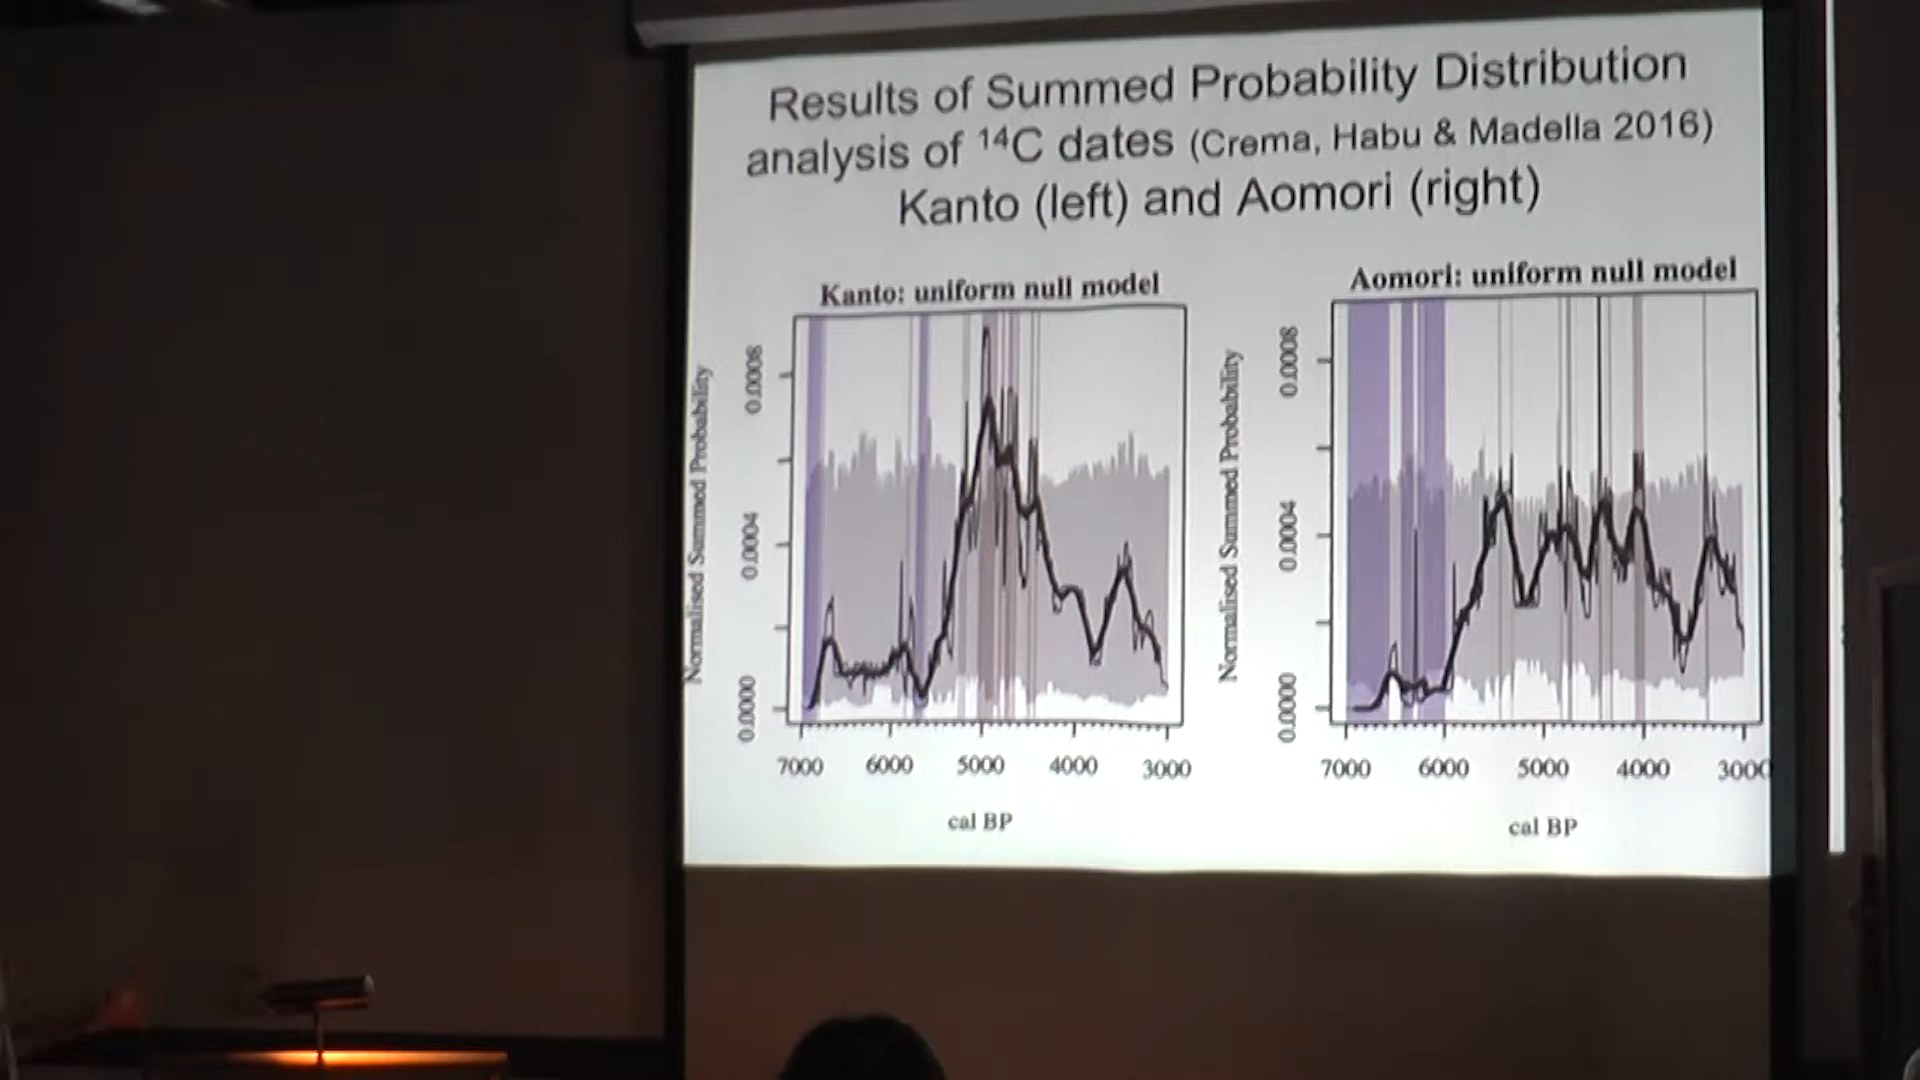 Results of Summed Probability Distribution
analysis of ¹⁴C dates (Crema, Habu & Madella 2016)
Kanto (left) and Aomori (right)
Kanto: uniform null model
Normalised Summed Probability
0.0008
0.0004
0.0000
7000 6000 5000 4000 3000
cal BP
Aomori: uniform null model
Normalised Summed Probability
0.0008
0.0004
0.0000
7000 6000 5000 4000 3000
cal BP